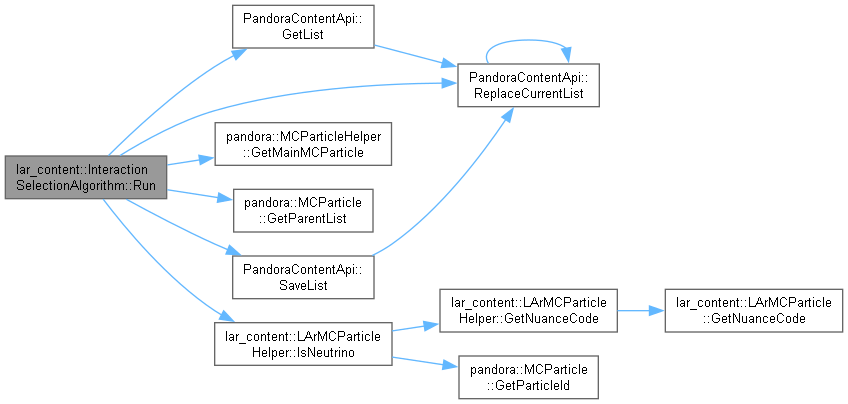 PandoraContentApi::
GetList
PandoraContentApi::
ReplaceCurrentList
pandora::MCParticleHelper
::GetMainMCParticle
lar_content::Interaction
SelectionAlgorithm::Run
pandora::MCParticle
::GetParentList
PandoraContentApi::
SaveList
lar_content::LArMCParticle
Helper::IsNeutrino
lar_content::LArMCParticle
Helper::GetNuanceCode
lar_content::LArMCParticle
::GetNuanceCode
pandora::MCParticle
::GetParticleId